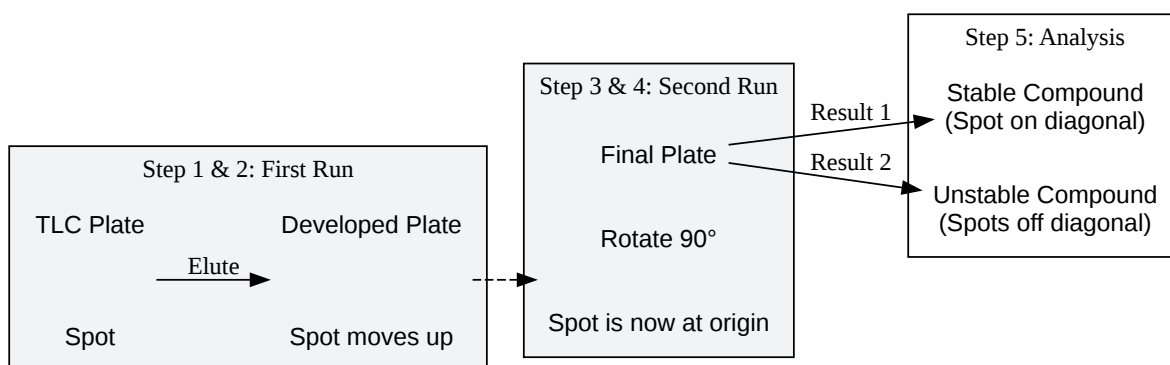 Step 1 & 2: First Run
TLC Plate
Developed Plate
Elute
Spot
Spot moves up
Step 3 & 4: Second Run
Final Plate
Rotate 90°
Spot is now at origin
Result 1
Result 2
Step 5: Analysis
Stable Compound
(Spot on diagonal)
Unstable Compound
(Spots off diagonal)